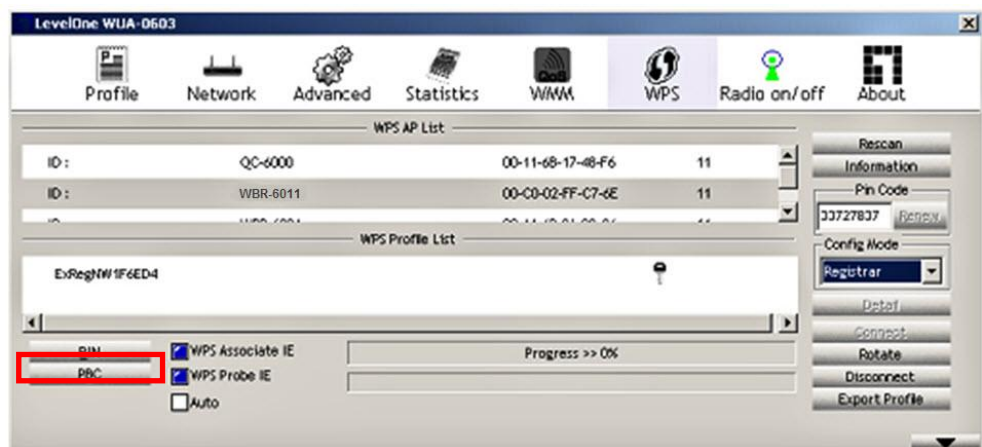 LevelOne WUA-0603
Profile Network Advanced Statistics WMM WPS Radio on/off About
QoS
WPS AP List
ID : QC-6000 00-11-6B-17-48-F6 11
ID : WBR-6011 00-C0-02-FF-C7-6E 11
WPS Profile List
ExRegNW1F6ED4
Rescan
Information
Pin Code
33727837 Renew
Config Mode
Registrar
Detail
Connect
Rotate
Disconnect
Export Profile
PIN
PBC
WPS Associate IE
WPS Probe IE
Auto
Progress >> 0%